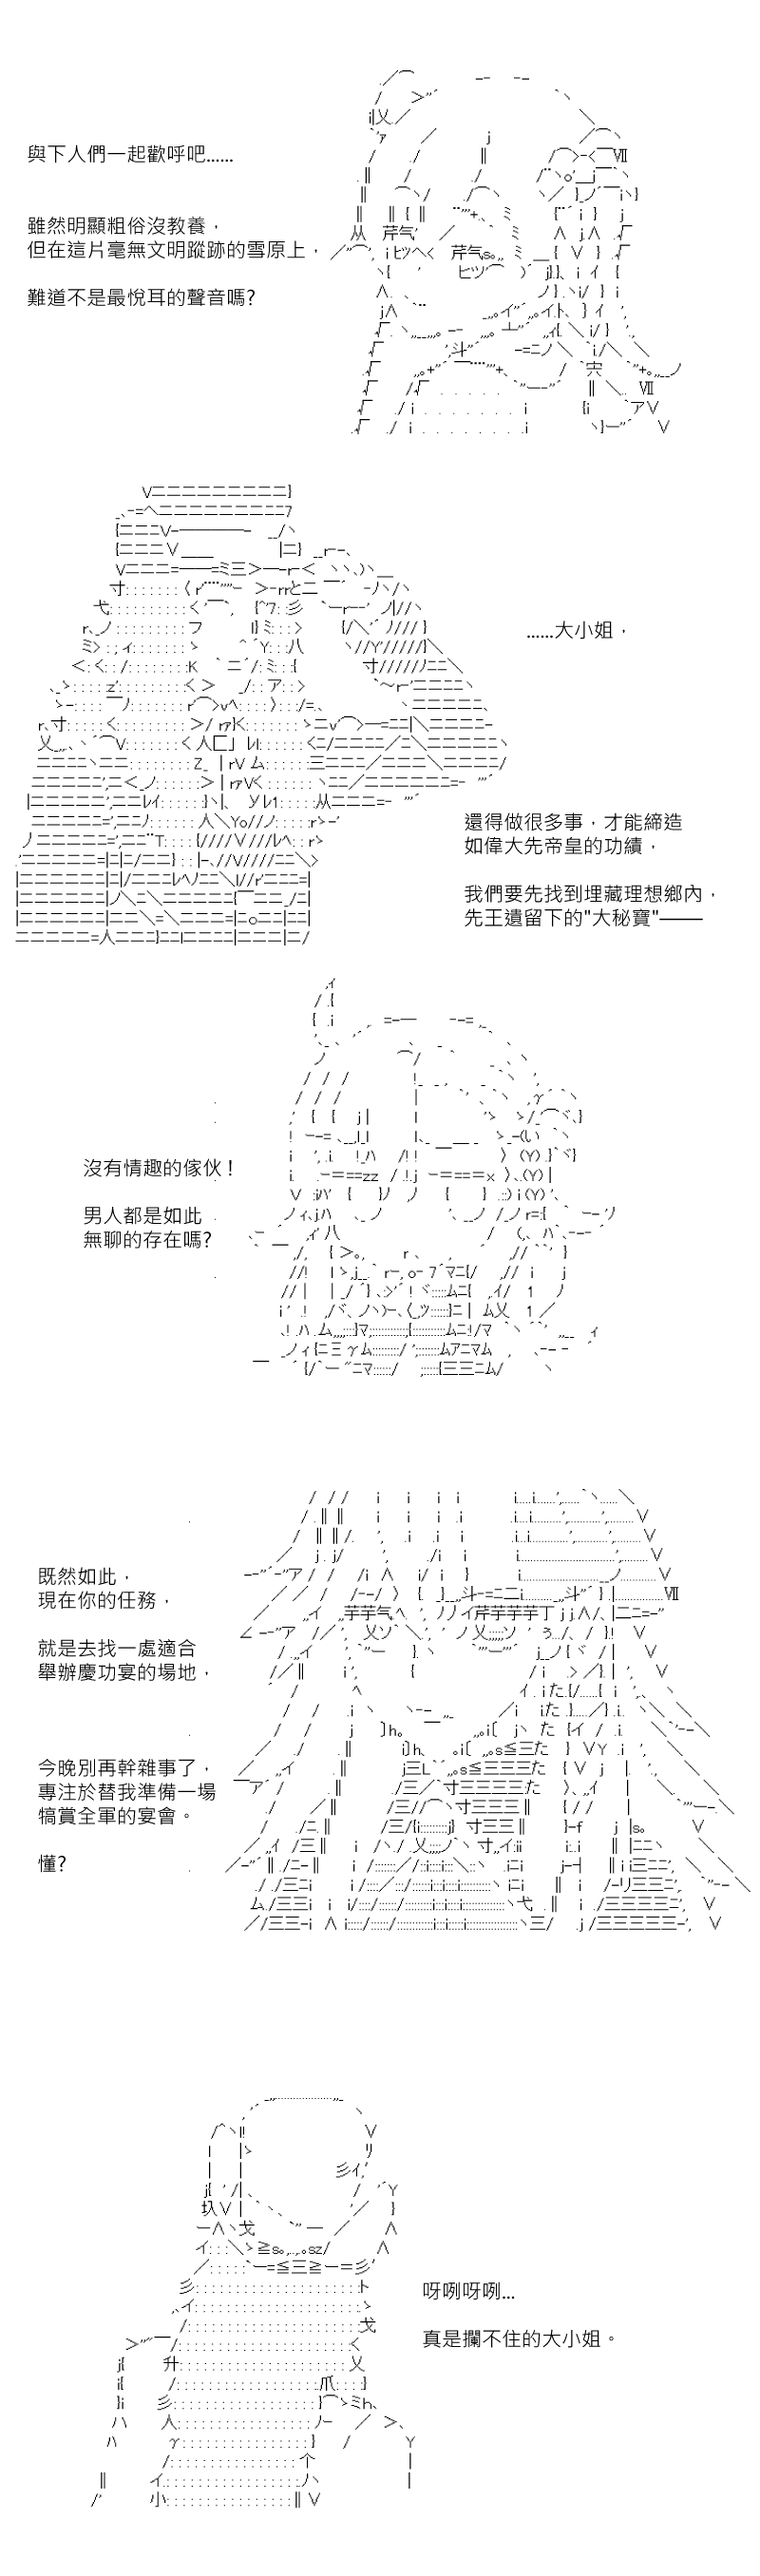 與下人們一起歡呼吧......
雖然明顯粗俗沒教養，
但在這片毫無文明蹤跡的雪原上，
難道不是最悅耳的聲音嗎?
......大小姐，
還得做很多事，才能締造
如偉大先帝皇的功績，
我們要先找到埋藏理想鄉內，
先王遺留下的"大秘寶"——
沒有情趣的傢伙！
男人都是如此
無聊的存在嗎?
既然如此，
現在你的任務，
就是去找一處適合
舉辦慶功宴的場地，
今晚別再幹雜事了，
專注於替我準備一場
犒賞全軍的宴會。
懂?
呀咧呀咧...
真是攔不住的大小姐。